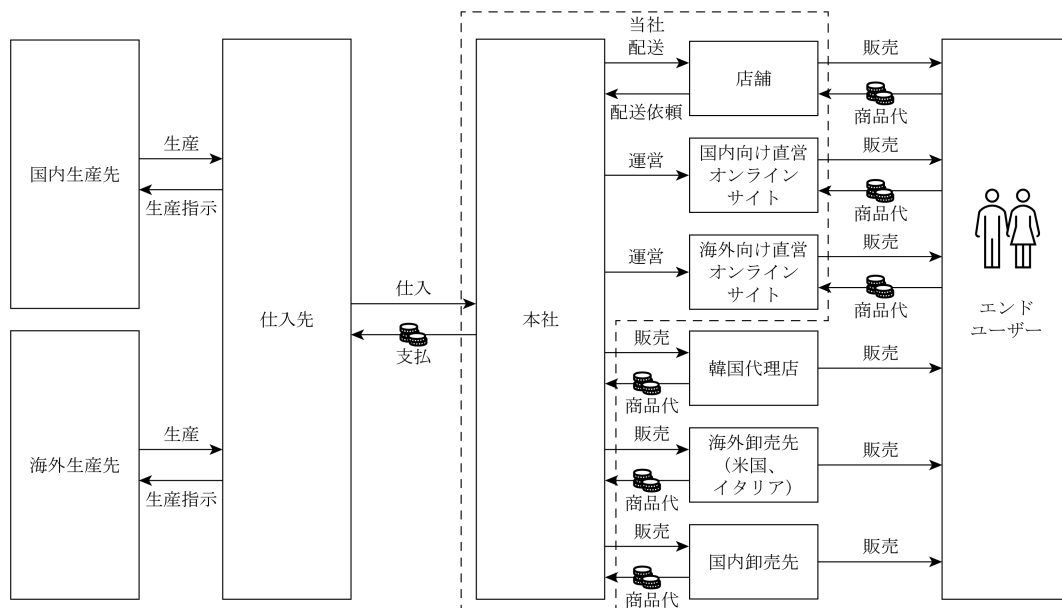 当社
国内生産先
生産
生産指示
海外生産先
生産
生産指示
仕入先
仕入
支払
本社
配送
配送依頼
店舗
販売
商品代
運営
国内向け直営
オンライン
サイト
販売
商品代
運営
海外向け直営
オンライン
サイト
販売
商品代
販売
商品代
韓国代理店
販売
販売
商品代
海外卸売先
（米国、
イタリア）
販売
販売
商品代
国内卸売先
販売
エンド
ユーザー